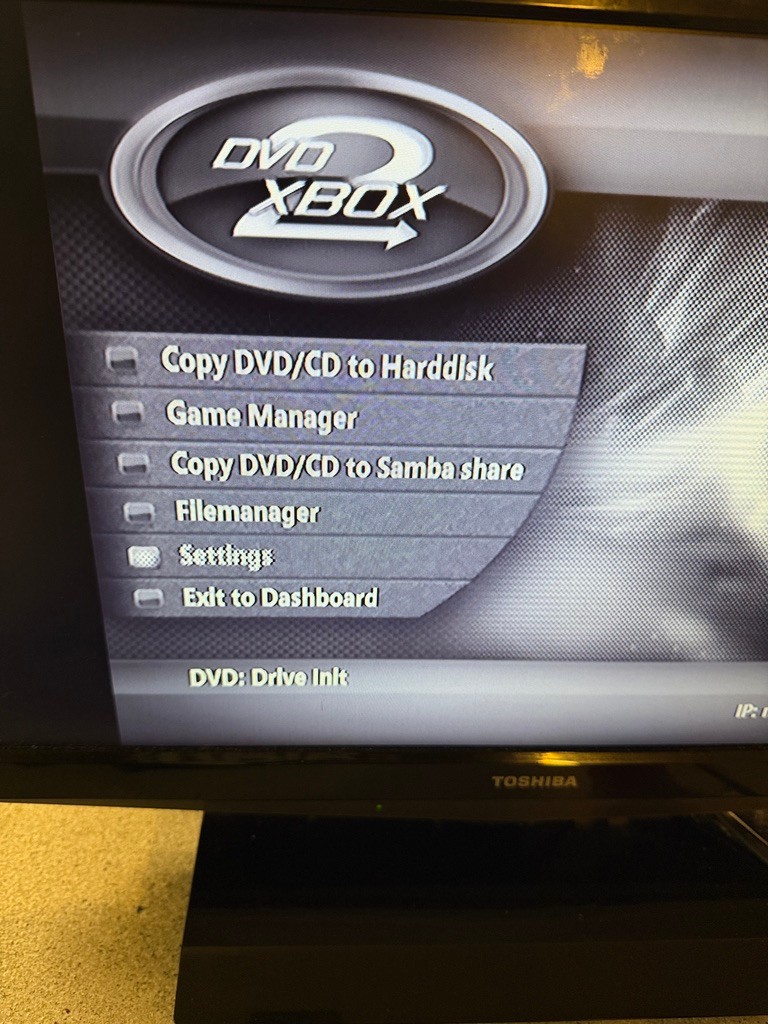 DVD
2
XBOX
Copy DVD/CD to Harddisk
Game Manager
Copy DVD/CD to Samba share
Filemanager
Settings
Exit to Dashboard
DVD: Drive Init
IP:
TOSHIBA